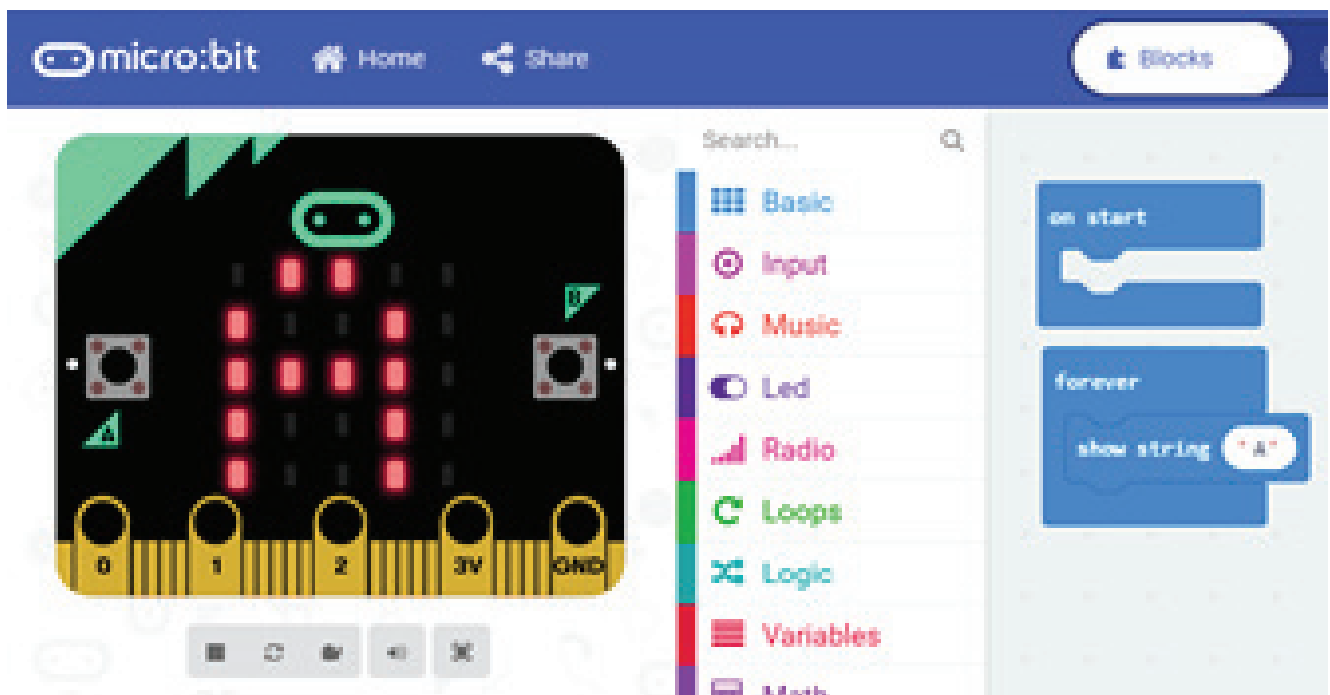 micro:bit Home Share Blocks
Search...
Basic
Input
Music
Led
Radio
Loops
Logic
Variables
Math
B
A
0 1 2 3V GND
on start
forever
show string "A"